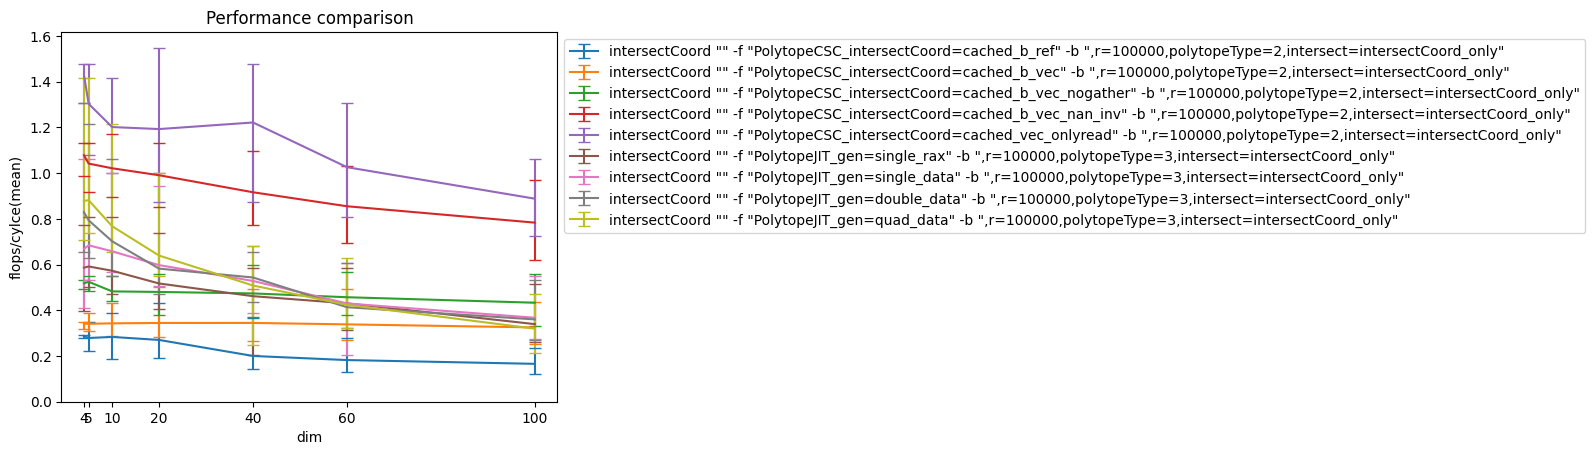 Performance comparison
1.6
1.4
1.2
1.0
0.8
0.6
0.4
0.2
0.0
flops/cylce(mean)
4 5 10 20 40 60 100
dim
intersectCoord "" -f "PolytopeCSC_intersectCoord=cached_b_ref" -b ",r=100000,polytopeType=2,intersect=intersectCoord_only"
intersectCoord "" -f "PolytopeCSC_intersectCoord=cached_b_vec" -b ",r=100000,polytopeType=2,intersect=intersectCoord_only"
intersectCoord "" -f "PolytopeCSC_intersectCoord=cached_b_vec_nogather" -b ",r=100000,polytopeType=2,intersect=intersectCoord_only"
intersectCoord "" -f "PolytopeCSC_intersectCoord=cached_b_vec_nan_inv" -b ",r=100000,polytopeType=2,intersect=intersectCoord_only"
intersectCoord "" -f "PolytopeCSC_intersectCoord=cached_vec_onlyread" -b ",r=100000,polytopeType=2,intersect=intersectCoord_only"
intersectCoord "" -f "PolytopeJIT_gen=single_rax" -b ",r=100000,polytopeType=3,intersect=intersectCoord_only"
intersectCoord "" -f "PolytopeJIT_gen=single_data" -b ",r=100000,polytopeType=3,intersect=intersectCoord_only"
intersectCoord "" -f "PolytopeJIT_gen=double_data" -b ",r=100000,polytopeType=3,intersect=intersectCoord_only"
intersectCoord "" -f "PolytopeJIT_gen=quad_data" -b ",r=100000,polytopeType=3,intersect=intersectCoord_only"